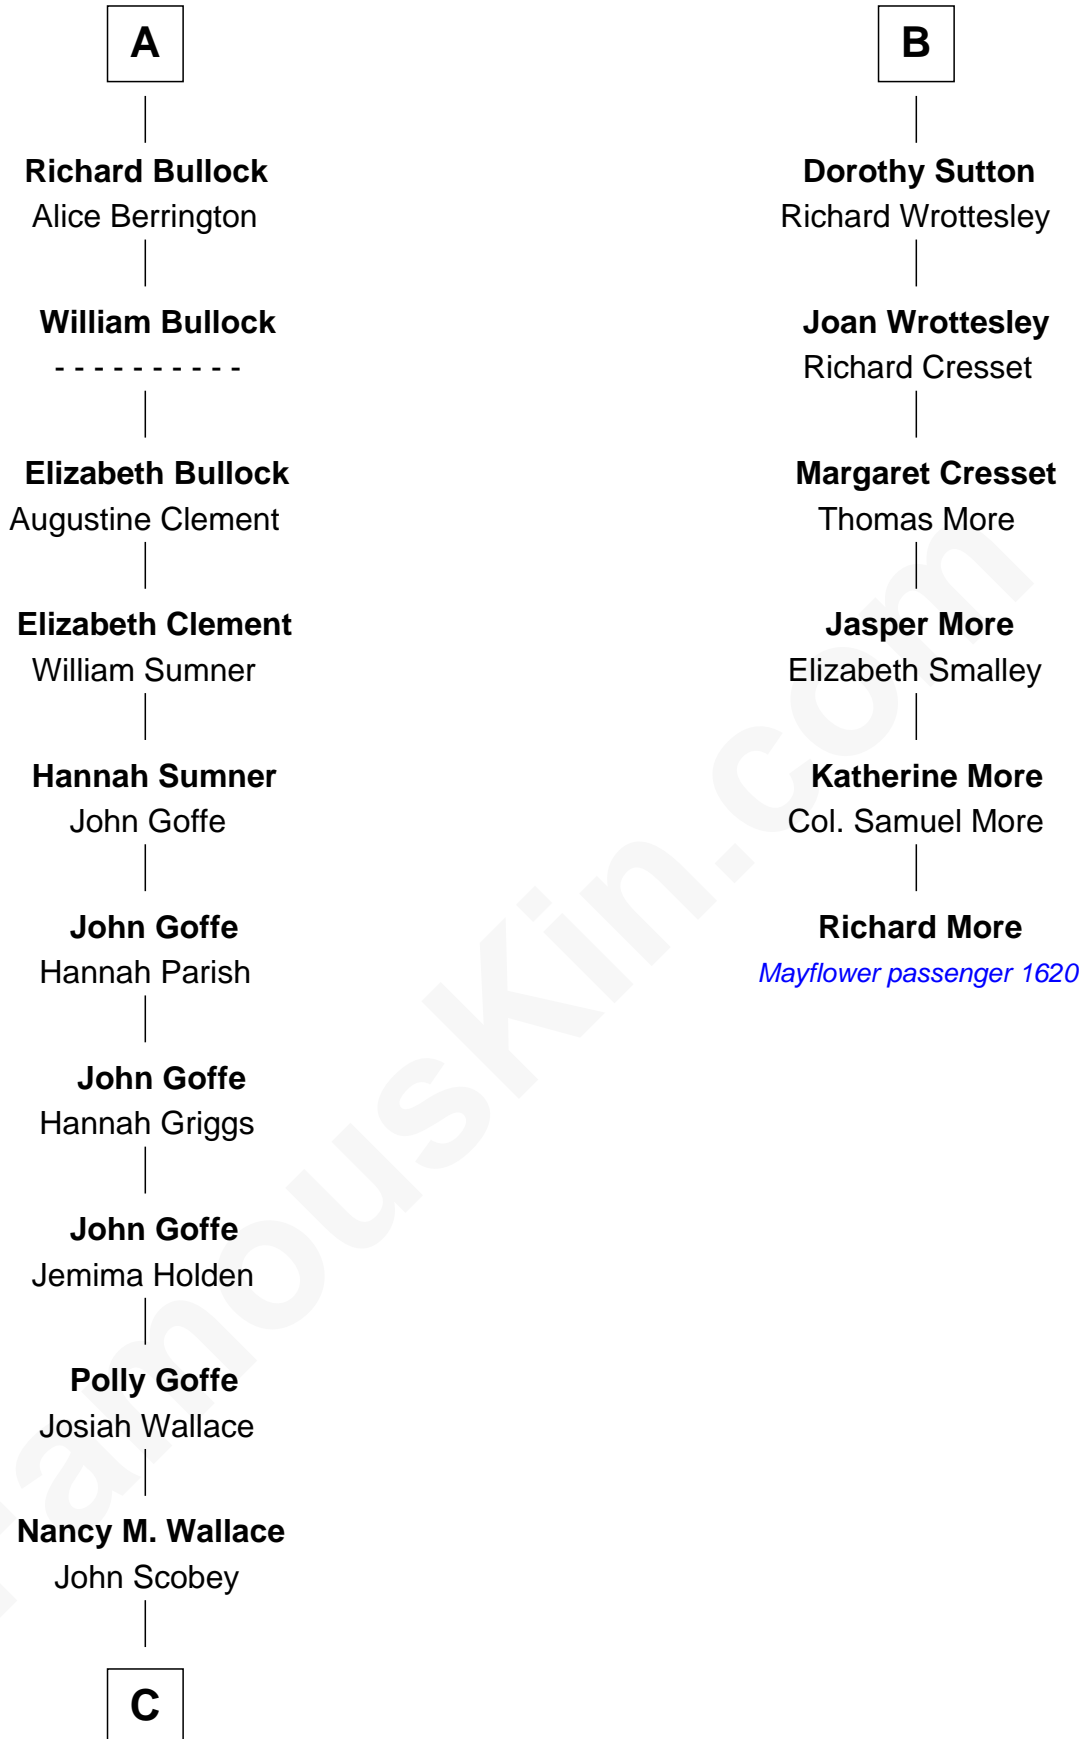 A
Richard Bullock
Alice Berrington
William Bullock
- - - - - - - - - -
Elizabeth Bullock
Augustine Clement
Elizabeth Clement
William Sumner
Hannah Sumner
John Goffe
John Goffe
Hannah Parish
John Goffe
Hannah Griggs
John Goffe
Jemima Holden
Polly Goffe
Josiah Wallace
Nancy M. Wallace
John Scobey
C
B
Dorothy Sutton
Richard Wrottesley
Joan Wrottesley
Richard Cresset
Margaret Cresset
Thomas More
Jasper More
Elizabeth Smalley
Katherine More
Col. Samuel More
Richard More
Mayflower passenger 1620
FamousKin.com